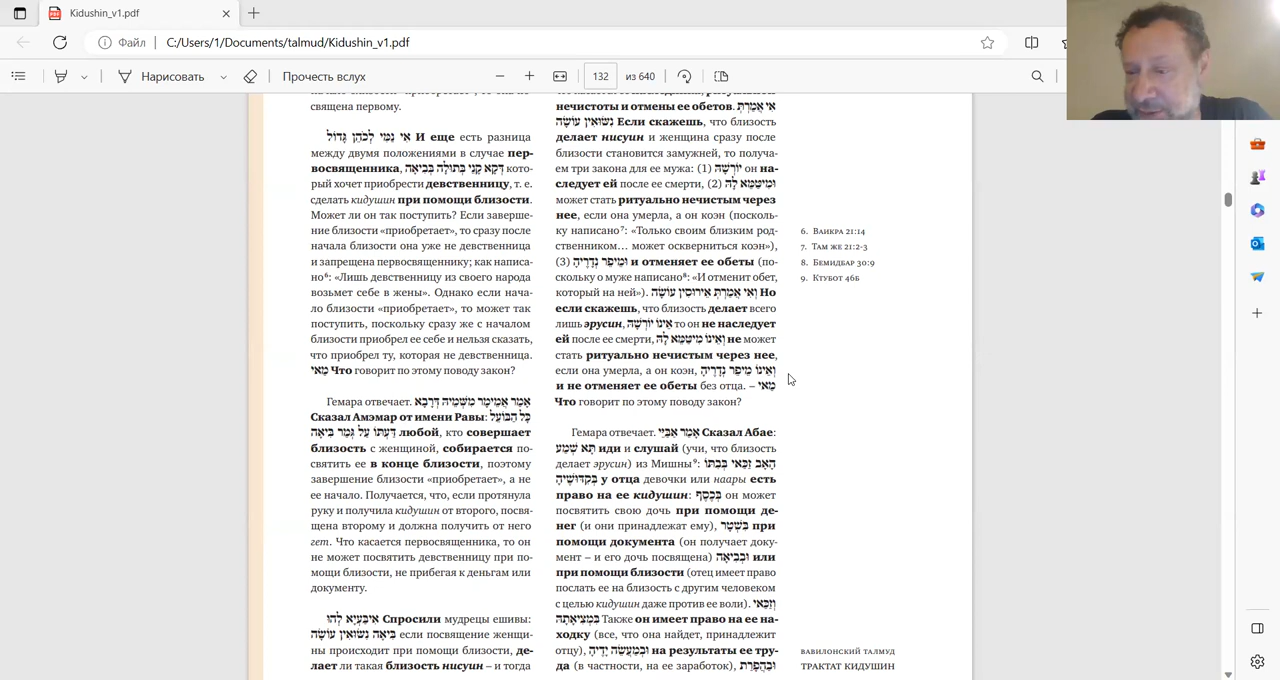 Kidushin_v1.pdf
Файл
C:/Users/1/Documents/talmud/Kidushin_v1.pdf
Нарисовать
Прочесть вслух
132
из 640
священа первому.
אִי נַמֵּי לְכֹהֵן גָּדוֹל И еще есть разница
между двумя положениями в случае пер-
восвященника, דְּקָא קָנֵי בְּתוּלָה בְּבִיאָה кото-
рый хочет приобрести девственницу, т. е.
сделать кидушин при помощи близости.
Может ли он так поступить? Если заверше-
ние близости «приобретает», то сразу после
начала близости она уже не девственница
и запрещена первосвященнику; как написа-
но⁶: «Лишь девственницу из своего народа
возьмет себе в жены». Однако если нача-
ло близости «приобретает», то может так
поступить, поскольку сразу же с началом
близости приобрел ее себе и нельзя сказать,
что приобрел ту, которая не девственница.
מַאי Что говорит по этому поводу закон?
Гемара отвечает. אָמַר אַמֵּימָר מִשְּׁמֵיהּ דְּרָבָא
Сказал Амэмар от имени Равы: כָּל הַבּוֹעֵל
דַּעְתּוֹ עַל גְּמַר בִּיאָה любой, кто совершает
близость с женщиной, собирается по-
святить ее в конце близости, поэтому
завершение близости «приобретает», а не
ее начало. Получается, что, если протянула
руку и получила кидушин от второго, посвя-
щена второму и должна получить от него
гет. Что касается первосвященника, то он
не может посвятить девственницу при по-
мощи близости, не прибегая к деньгам или
документу.
אִיבַּעְיָא לְהוּ Спросили мудрецы ешивы:
בִּיאָה נִשּׂוּאִין עוֹשָׂה если посвящение женщи-
ны происходит при помощи близости, де-
лает ли такая близость нисуин – и тогда
нечистоты и отмены ее обетов. אִי אָמְרַתְּ
נִשּׂוּאִין עוֹשָׂה Если скажешь, что близость
делает нисуин и женщина сразу после
близости становится замужней, то получа-
ем три закона для ее мужа: (1) יוֹרְשָׁהּ он на-
следует ей после ее смерти, (2) וּמִיטַּמֵּא לָהּ
может стать ритуально нечистым через
нее, если она умерла, а он коэн (посколь-
ку написано⁷: «Только своим близким род-
ственником… может оскверниться коэн»),
(3) וּמֵיפֵר נְדָרֶיהָ и отменяет ее обеты (по-
скольку о муже написано⁸: «И отменит обет,
который на ней»). וְאִי אָמְרַתְּ אֵירוּסִין עוֹשָׂה Но
если скажешь, что близость делает всего
лишь эрусин, אֵינוֹ יוֹרְשָׁהּ то он не наследует
ей после ее смерти, וְאֵינוֹ מִיטַּמֵּא לָהּ не может
стать ритуально нечистым через нее,
если она умерла, а он коэн, וְאֵינוֹ מֵיפֵר נְדָרֶיהָ
и не отменяет ее обеты без отца. – מַאי
Что говорит по этому поводу закон?
Гемара отвечает. אָמַר אַבַּיֵי Сказал Абае:
תָּא שְׁמַע иди и слушай (учи, что близость
делает эрусин) из Мишны⁹: הָאָב זַכַּאי בְּבִתּוֹ
בְּקִדּוּשֶׁיהָ у отца девочки или наары есть
право на ее кидушин: בְּכֶסֶף он может
посвятить свою дочь при помощи де-
нег (и они принадлежат ему), בִּשְׁטָר при
помощи документа (он получает доку-
мент – и его дочь посвящена) וּבְבִיאָה или
при помощи близости (отец имеет право
послать ее на близость с другим человеком
с целью кидушин даже против ее воли). וְזַכַּאי
בִּמְצִיאָתָהּ Также он имеет право на ее на-
ходку (все, что она найдет, принадлежит
отцу), וּבְמַעֲשֵׂה יָדֶיהָ на результаты ее тру-
да (в частности, на ее заработок), וּבַהֲפָרַת
6. Ваикра 21:14
7. Там же 21:2-3
8. Бемидбар 30:9
9. Ктубот 46б
ВАВИЛОНСКИЙ ТАЛМУД
ТРАКТАТ КИДУШИН